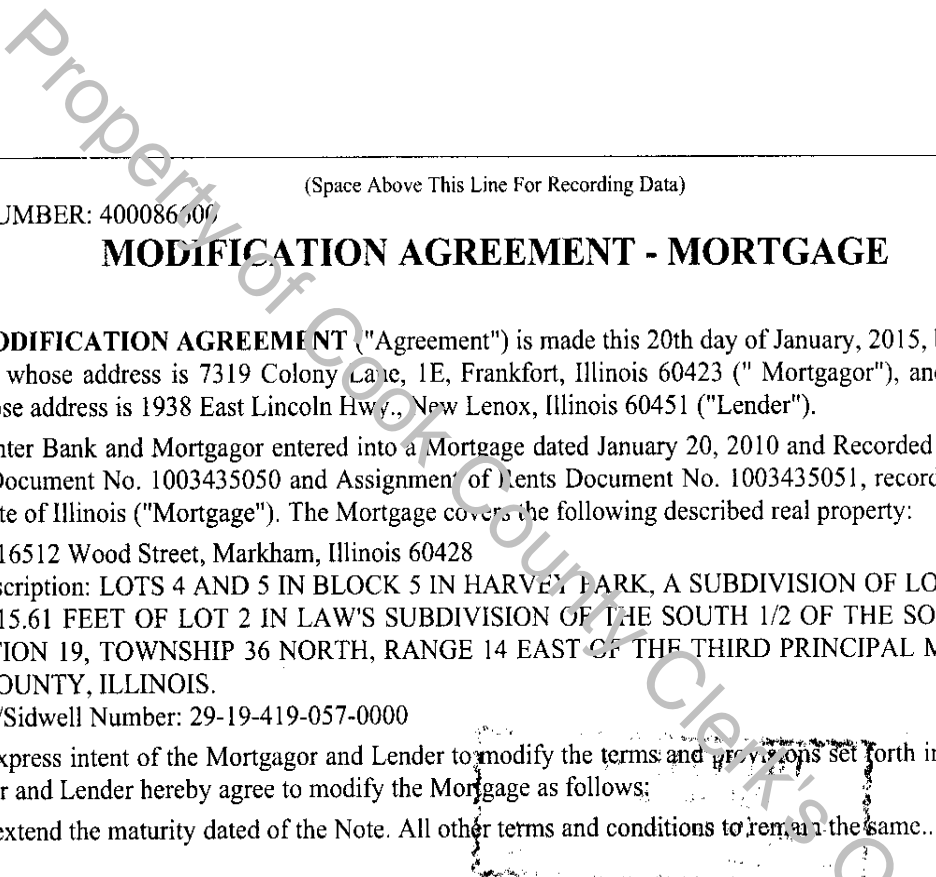 (Space Above This Line For Recording Data)
UMBER: 400086600
MODIFICATION AGREEMENT - MORTGAGE
ODIFICATION AGREEMENT ("Agreement") is made this 20th day of January, 2015,
whose address is 7319 Colony Lane, 1E, Frankfort, Illinois 60423 (" Mortgagor"), an
se address is 1938 East Lincoln Hwy., New Lenox, Illinois 60451 ("Lender").
nter Bank and Mortgagor entered into a Mortgage dated January 20, 2010 and Recorded
Document No. 1003435050 and Assignment of Rents Document No. 1003435051, record
te of Illinois ("Mortgage"). The Mortgage covers the following described real property:
16512 Wood Street, Markham, Illinois 60428
scription: LOTS 4 AND 5 IN BLOCK 5 IN HARVEY PARK, A SUBDIVISION OF LO
15.61 FEET OF LOT 2 IN LAW'S SUBDIVISION OF THE SOUTH 1/2 OF THE SO
TION 19, TOWNSHIP 36 NORTH, RANGE 14 EAST OF THE THIRD PRINCIPAL M
OUNTY, ILLINOIS.
/Sidwell Number: 29-19-419-057-0000
xpress intent of the Mortgagor and Lender to modify the terms and provisions set forth in
r and Lender hereby agree to modify the Mortgage as follows:
extend the maturity dated of the Note. All other terms and conditions to remain the same..
Property of Cook County Clerk's O